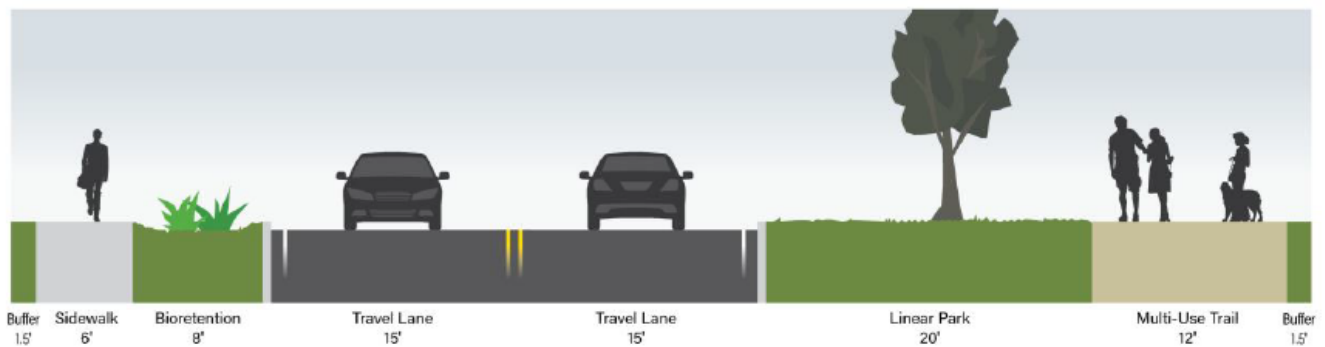 Buffer
1.5'
Sidewalk
6'
Bioretention
8'
Travel Lane
15'
Travel Lane
15'
Linear Park
20'
Multi-Use Trail
12'
Buffer
1.5'